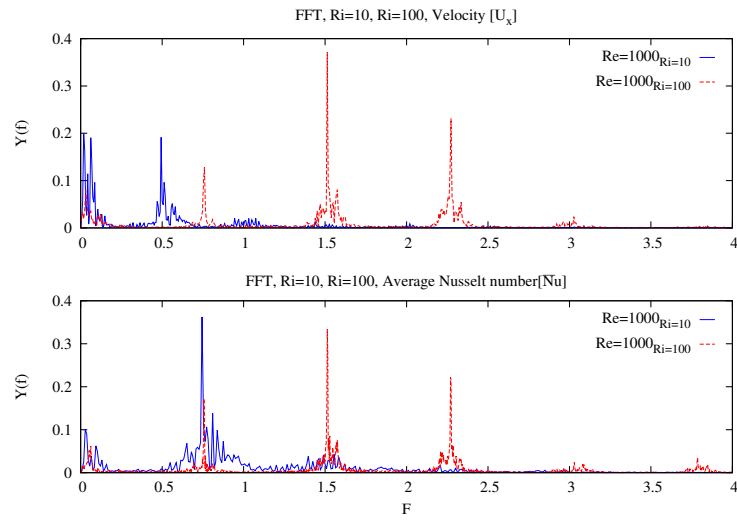 FFT, Ri=10, Ri=100, Velocity [Ux]
Y(f)
0.4
0.3
0.2
0.1
0
Re=1000Ri=10
Re=1000Ri=100
0 0.5 1 1.5 2 2.5 3 3.5 4
FFT, Ri=10, Ri=100, Average Nusselt number[N̅u]
Y(f)
0.4
0.3
0.2
0.1
0
Re=1000Ri=10
Re=1000Ri=100
0 0.5 1 1.5 2 2.5 3 3.5 4
F